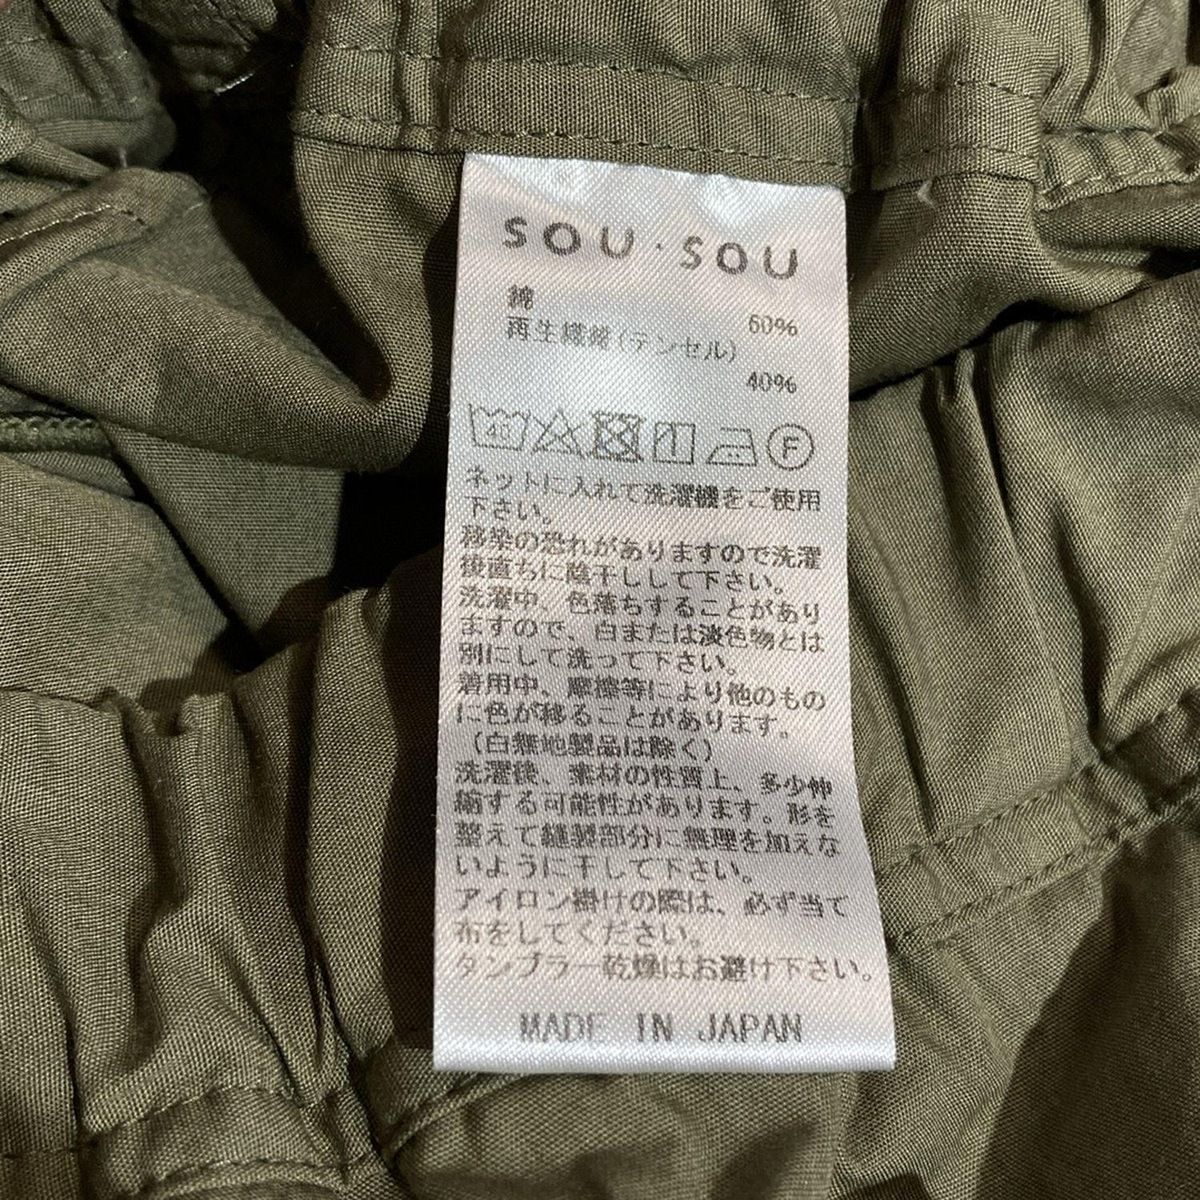 SOU・SOU
綿 60%
再生繊維(テンセル)
40%
40 F
ネットに入れて洗濯機をご使用
下さい。
移染の恐れがありますので洗濯
後直ちに陰干しして下さい。
洗濯中、色落ちすることがあり
ますので、白または淡色物とは
別にして洗って下さい。
着用中、摩擦等により他のもの
に色が移ることがあります。
(白無地製品は除く)
洗濯後、素材の性質上、多少伸
縮する可能性があります。形を
整えて縫製部分に無理を加えな
いように干して下さい。
アイロン掛けの際は、必ず当て
布をしてください。
タンブラー乾燥はお避け下さい。
MADE IN JAPAN